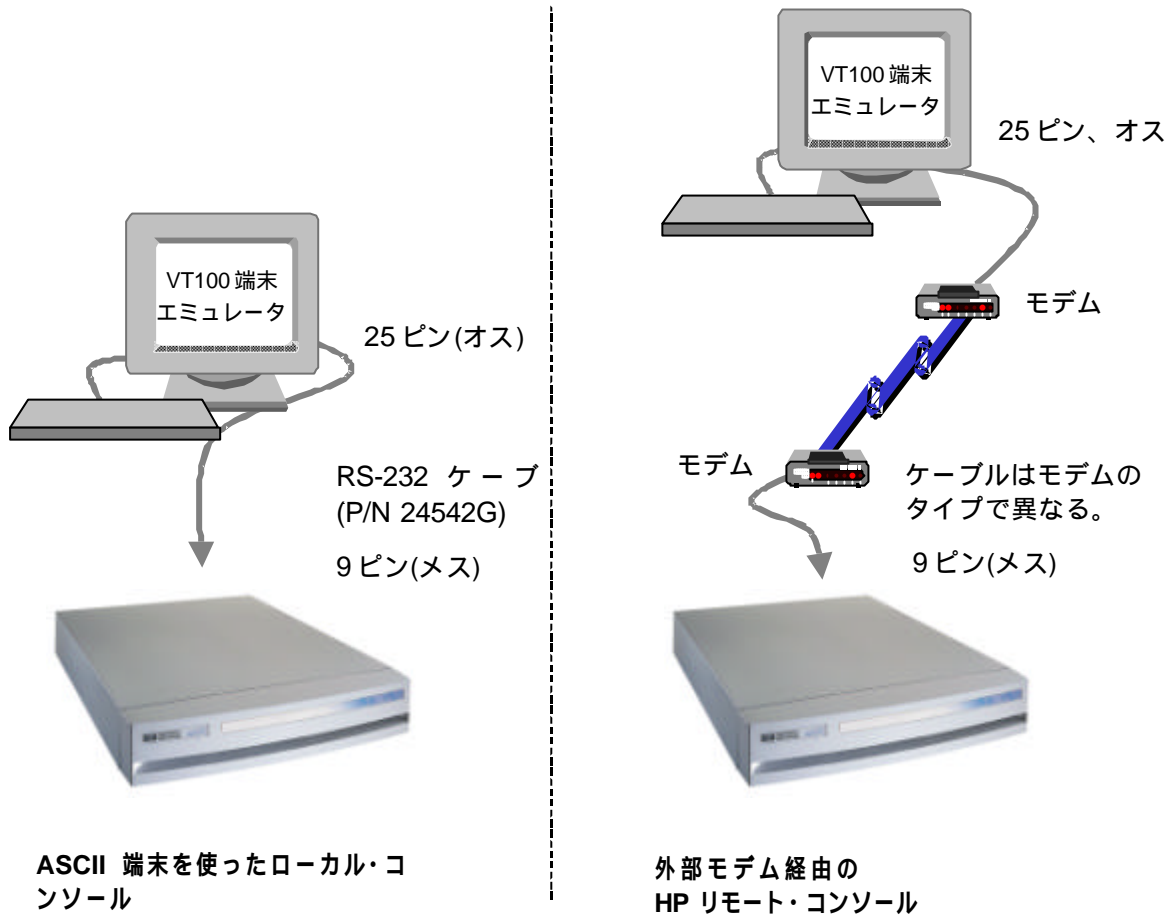 VT100 端末
エミュレータ
25 ピン(オス)
RS-232 ケーブ
(P/N 24542G)
9 ピン(メス)
ASCII 端末を使ったローカル・コ
ンソール
VT100 端末
エミュレータ
25 ピン、オス
モデム
モデム
ケーブルはモデムの
タイプで異なる。
9 ピン(メス)
外部モデム経由の
HP リモート・コンソール